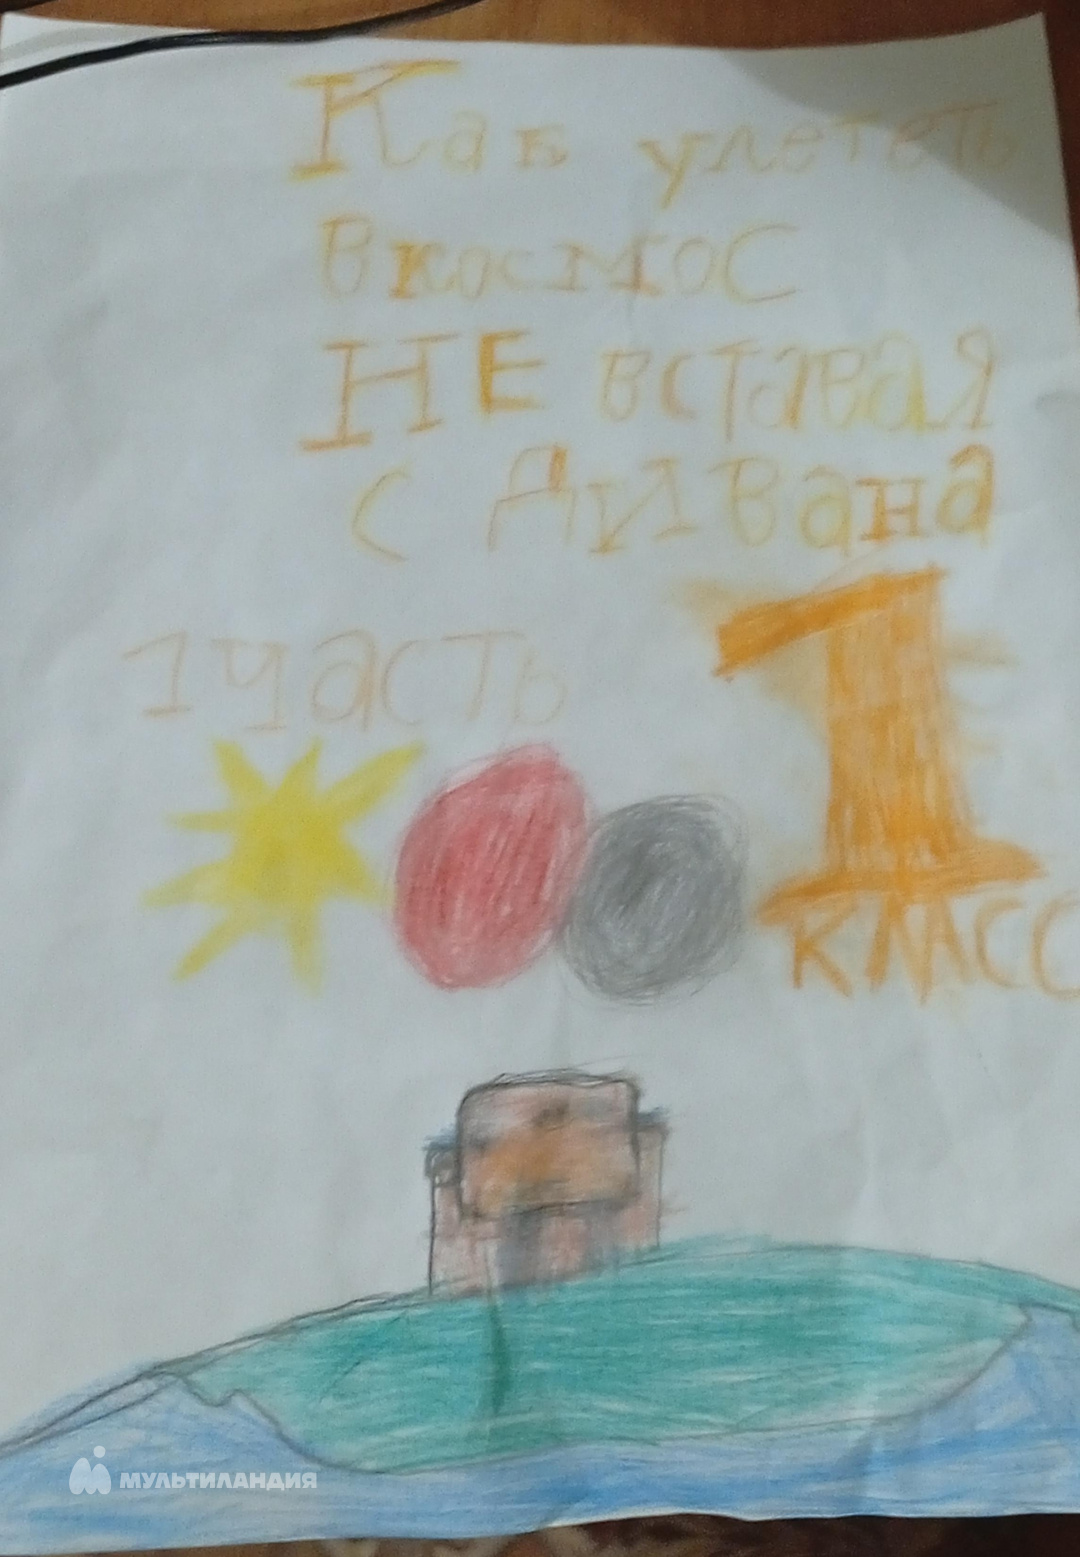 Как улететь
в космос
НЕ вставая
с дивана
1 часть
1
КЛАСС
МУЛЬТИЛАНДИЯ